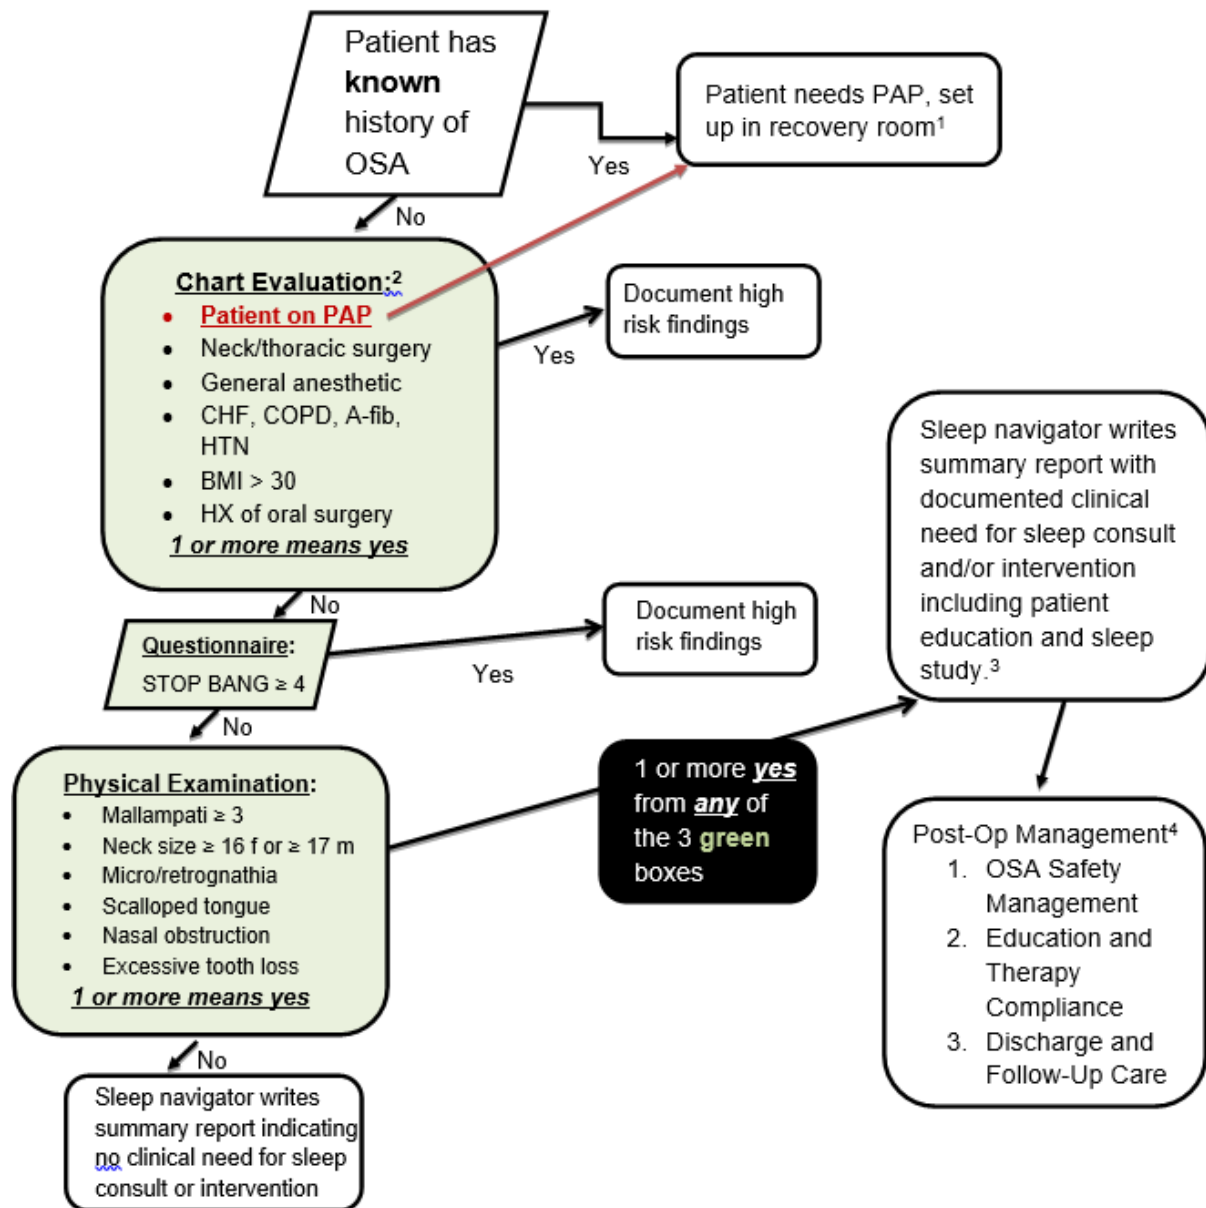 Patient has
known
history of
OSA
Yes
Patient needs PAP, set
up in recovery room¹
No
Chart Evaluation:²
• Patient on PAP
• Neck/thoracic surgery
• General anesthetic
• CHF, COPD, A-fib,
HTN
• BMI > 30
• HX of oral surgery
1 or more means yes
Yes
Document high
risk findings
No
Questionnaire:
STOP BANG ≥ 4
Yes
Document high
risk findings
No
Physical Examination:
• Mallampati ≥ 3
• Neck size ≥ 16 f or ≥ 17 m
• Micro/retrognathia
• Scalloped tongue
• Nasal obstruction
• Excessive tooth loss
1 or more means yes
1 or more yes
from any of
the 3 green
boxes
No
Sleep navigator writes
summary report indicating
no clinical need for sleep
consult or intervention
Sleep navigator writes
summary report with
documented clinical
need for sleep consult
and/or intervention
including patient
education and sleep
study.³
Post-Op Management⁴
1. OSA Safety
Management
2. Education and
Therapy
Compliance
3. Discharge and
Follow-Up Care